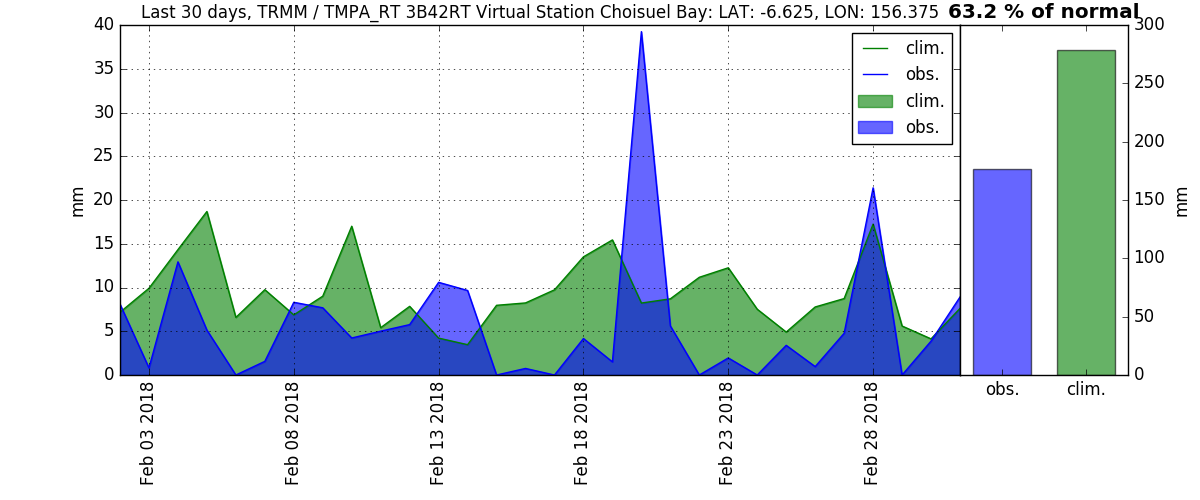 Last 30 days, TRMM / TMPA_RT 3B42RT Virtual Station Choisuel Bay: LAT: -6.625, LON: 156.375
63.2 % of normal
40
35
30
25
20
15
10
5
0
mm
clim.
obs.
clim.
obs.
Feb 03 2018
Feb 08 2018
Feb 13 2018
Feb 18 2018
Feb 23 2018
Feb 28 2018
300
250
200
150
100
50
0
mm
obs.
clim.